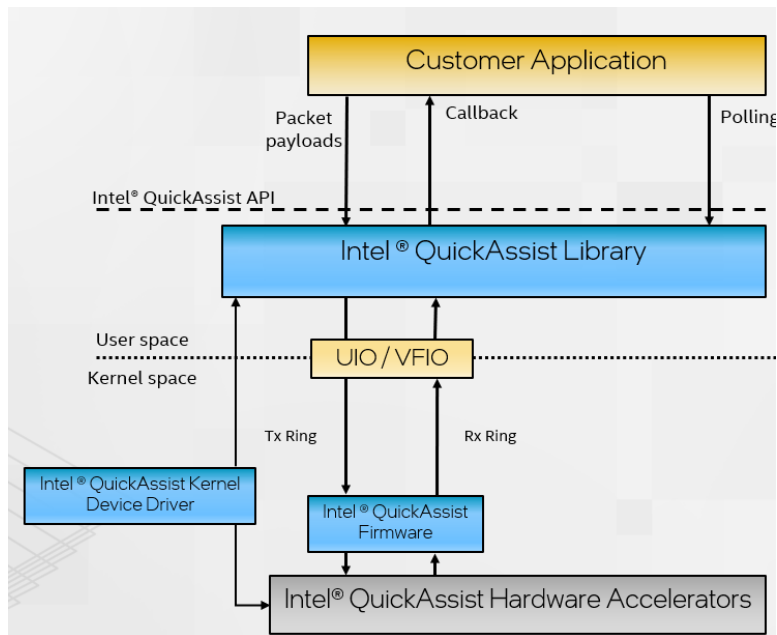 Customer Application
Packet
payloads
Callback
Polling
Intel® QuickAssist API
Intel ® QuickAssist Library
User space
UIO / VFIO
Kernel space
Tx Ring
Rx Ring
Intel ® QuickAssist Kernel
Device Driver
Intel ® QuickAssist
Firmware
Intel® QuickAssist Hardware Accelerators